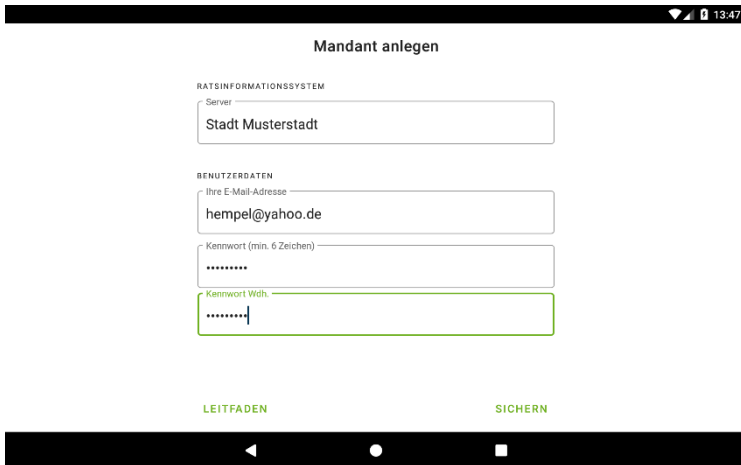 13:47
Mandant anlegen
RATSINFORMATIONSSYSTEM
Server
Stadt Musterstadt
BENUTZERDATEN
Ihre E-Mail-Adresse
hempel@yahoo.de
Kennwort (min. 6 Zeichen)
•••••••••
Kennwort Wdh.
•••••••••
LEITFADEN SICHERN